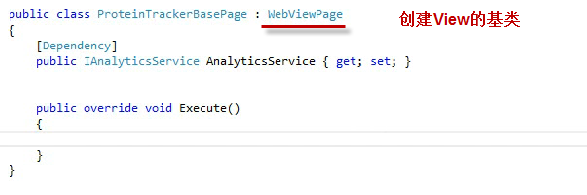 public class ProteinTrackerBasePage : WebViewPage 创建View的基类
{
[Dependency]
public IAnalyticsService AnalyticsService { get; set; }
public override void Execute()
{
}
}